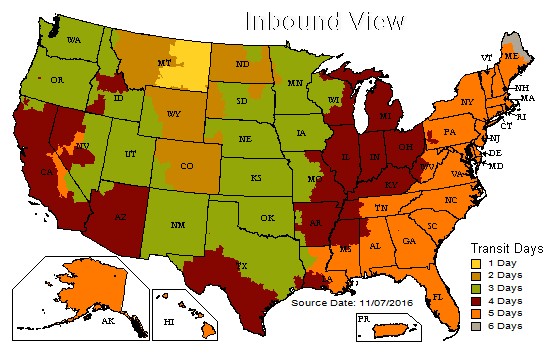 Inbound View
WA
OR
CA
NV
ID
MT
WY
UT
AZ
CO
NM
ND
SD
NE
KS
OK
TX
MN
IA
MO
AR
LA
WI
IL
IN
MI
OH
KY
TN
MS
AL
GA
FL
SC
NC
VA
WV
PA
NY
VT
ME
NH
MA
RI
CT
NJ
DE
MD
AK
HI
PR
Source Date: 11/07/2016
Transit Days
1 Day
2 Days
3 Days
4 Days
5 Days
6 Days